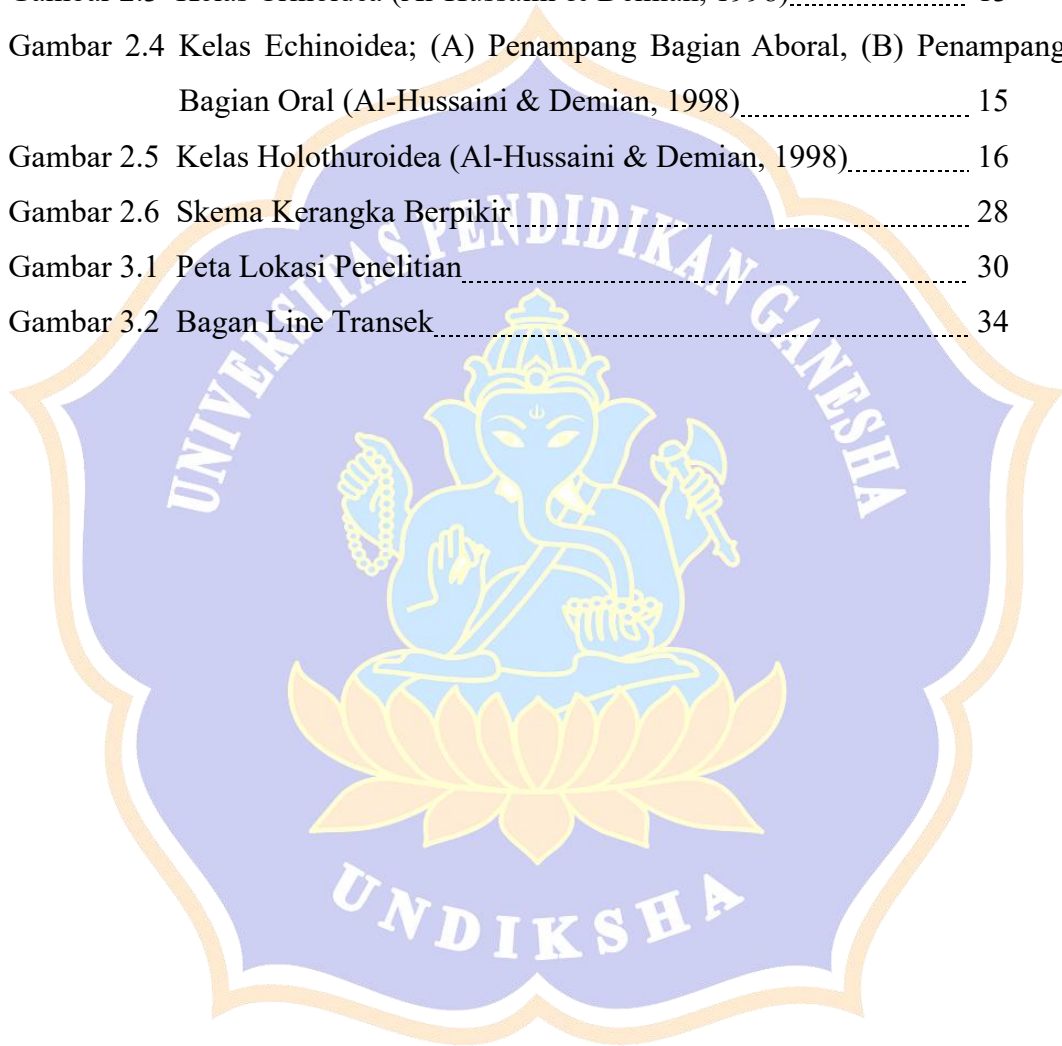 Gambar 2.4 Kelas Echinoidea; (A) Penampang Bagian Aboral, (B) Penampang
Bagian Oral (Al-Hussaini & Demian, 1998) 15
Gambar 2.5 Kelas Holothuroidea (Al-Hussaini & Demian, 1998) 16
Gambar 2.6 Skema Kerangka Berpikir 28
Gambar 3.1 Peta Lokasi Penelitian 30
Gambar 3.2 Bagan Line Transek 34
UNIVERSITAS PENDIDIKAN GANESHA
UNDIKSHA